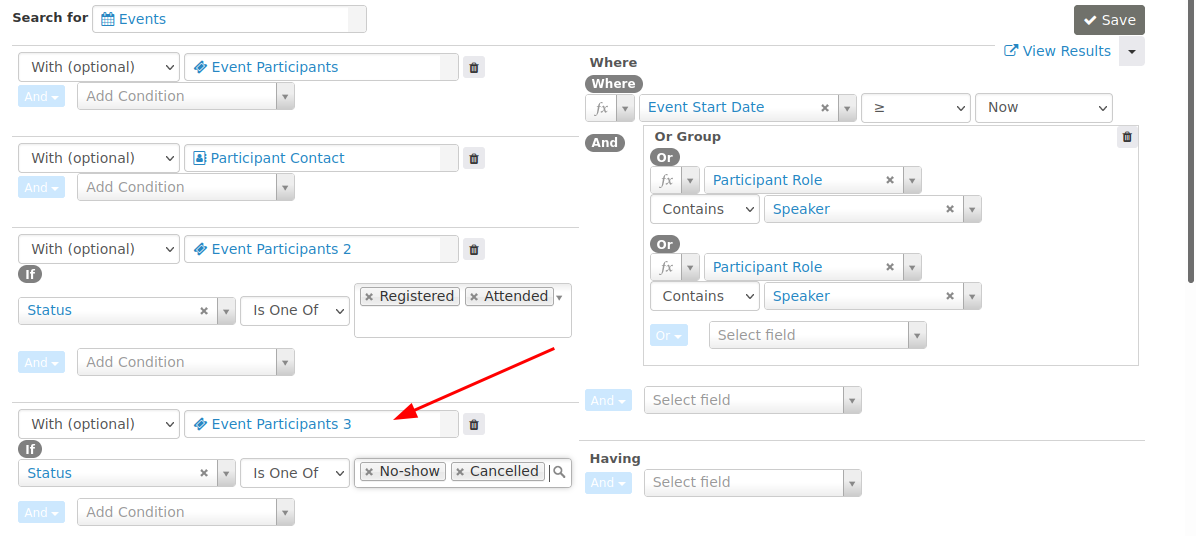 Search for Events
Save
View Results
With (optional) Event Participants
And Add Condition
With (optional) Participant Contact
And Add Condition
With (optional) Event Participants 2
If
Status Is One Of Registered Attended
And Add Condition
With (optional) Event Participants 3
If
Status Is One Of No-show Cancelled
And Add Condition
Where
Where
fx Event Start Date ≥ Now
And
Or Group
Or
fx Participant Role
Contains Speaker
Or
fx Participant Role
Contains Speaker
Or Select field
And Select field
Having
And Select field